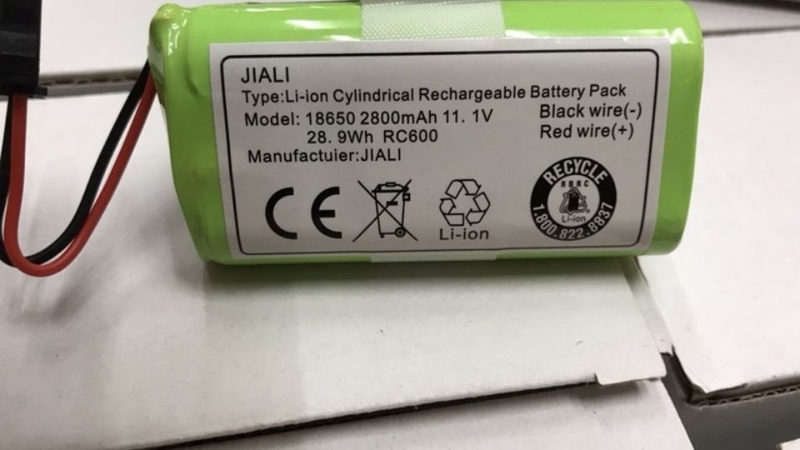 JIALI
Type:Li-ion Cylindrical Rechargeable Battery Pack
Model: 18650 2800mAh 11. 1V
28. 9Wh RC600
Black wire(-)
Red wire(+)
Manufactuier:JIALI
CE
Li-ion
RECYCLE
RBRC
Li-ion
1.800.822.8837